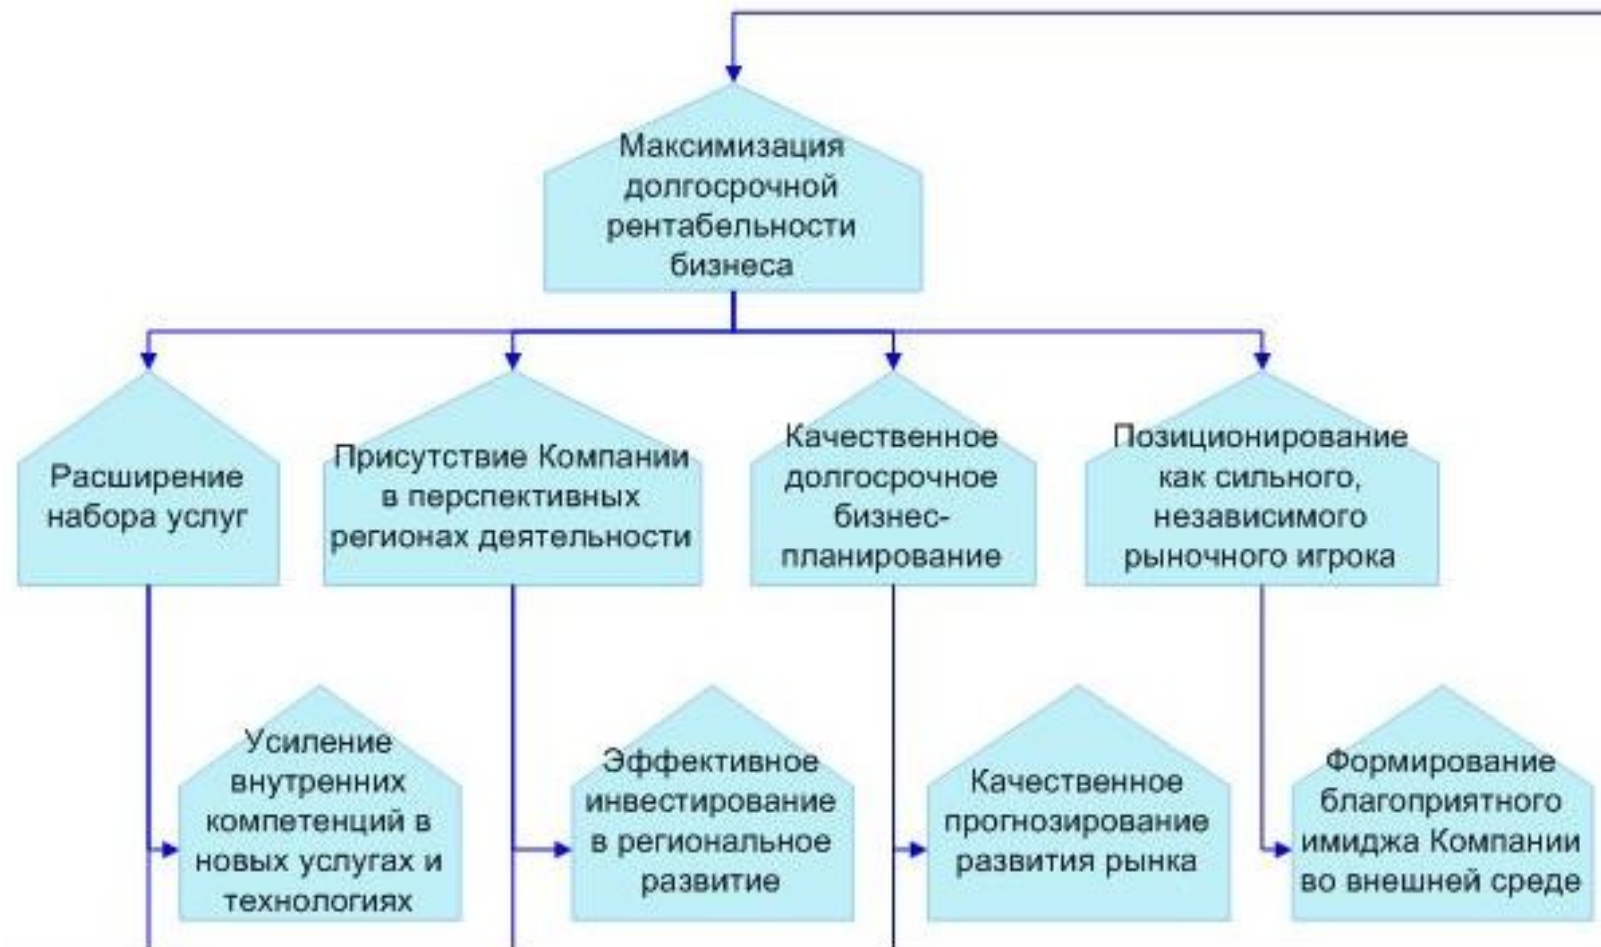 Максимизация
долгосрочной
рентабельности
бизнеса
Расширение
набора услуг
Присутствие Компании
в перспективных
регионах деятельности
Качественное
долгосрочное
бизнес-
планирование
Позиционирование
как сильного,
независимого
рыночного игрока
Усиление
внутренних
компетенций в
новых услугах и
технологиях
Эффективное
инвестирование
в региональное
развитие
Качественное
прогнозирование
развития рынка
Формирование
благоприятного
имиджа Компании
во внешней среде